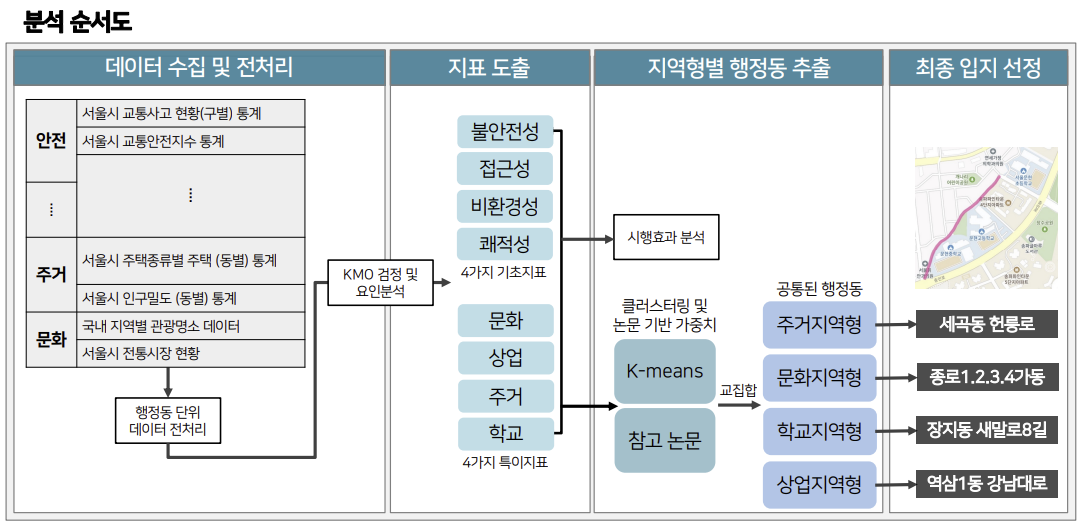 분석 순서도
데이터 수집 및 전처리
안전
서울시 교통사고 현황(구별) 통계
서울시 교통안전지수 통계
⋮
⋮
주거
서울시 주택종류별 주택 (동별) 통계
서울시 인구밀도 (동별) 통계
문화
국내 지역별 관광명소 데이터
서울시 전통시장 현황
행정동 단위
데이터 전처리
KMO 검정 및
요인분석
지표 도출
불안전성
접근성
비환경성
쾌적성
4가지 기초지표
문화
상업
주거
학교
4가지 특이지표
지역형별 행정동 추출
시행효과 분석
클러스터링 및
논문 기반 가중치
K-means
참고 논문
교집합
공통된 행정동
주거지역형
문화지역형
학교지역형
상업지역형
최종 입지 선정
세곡동 헌릉로
종로1.2.3.4가동
장지동 새말로8길
역삼1동 강남대로